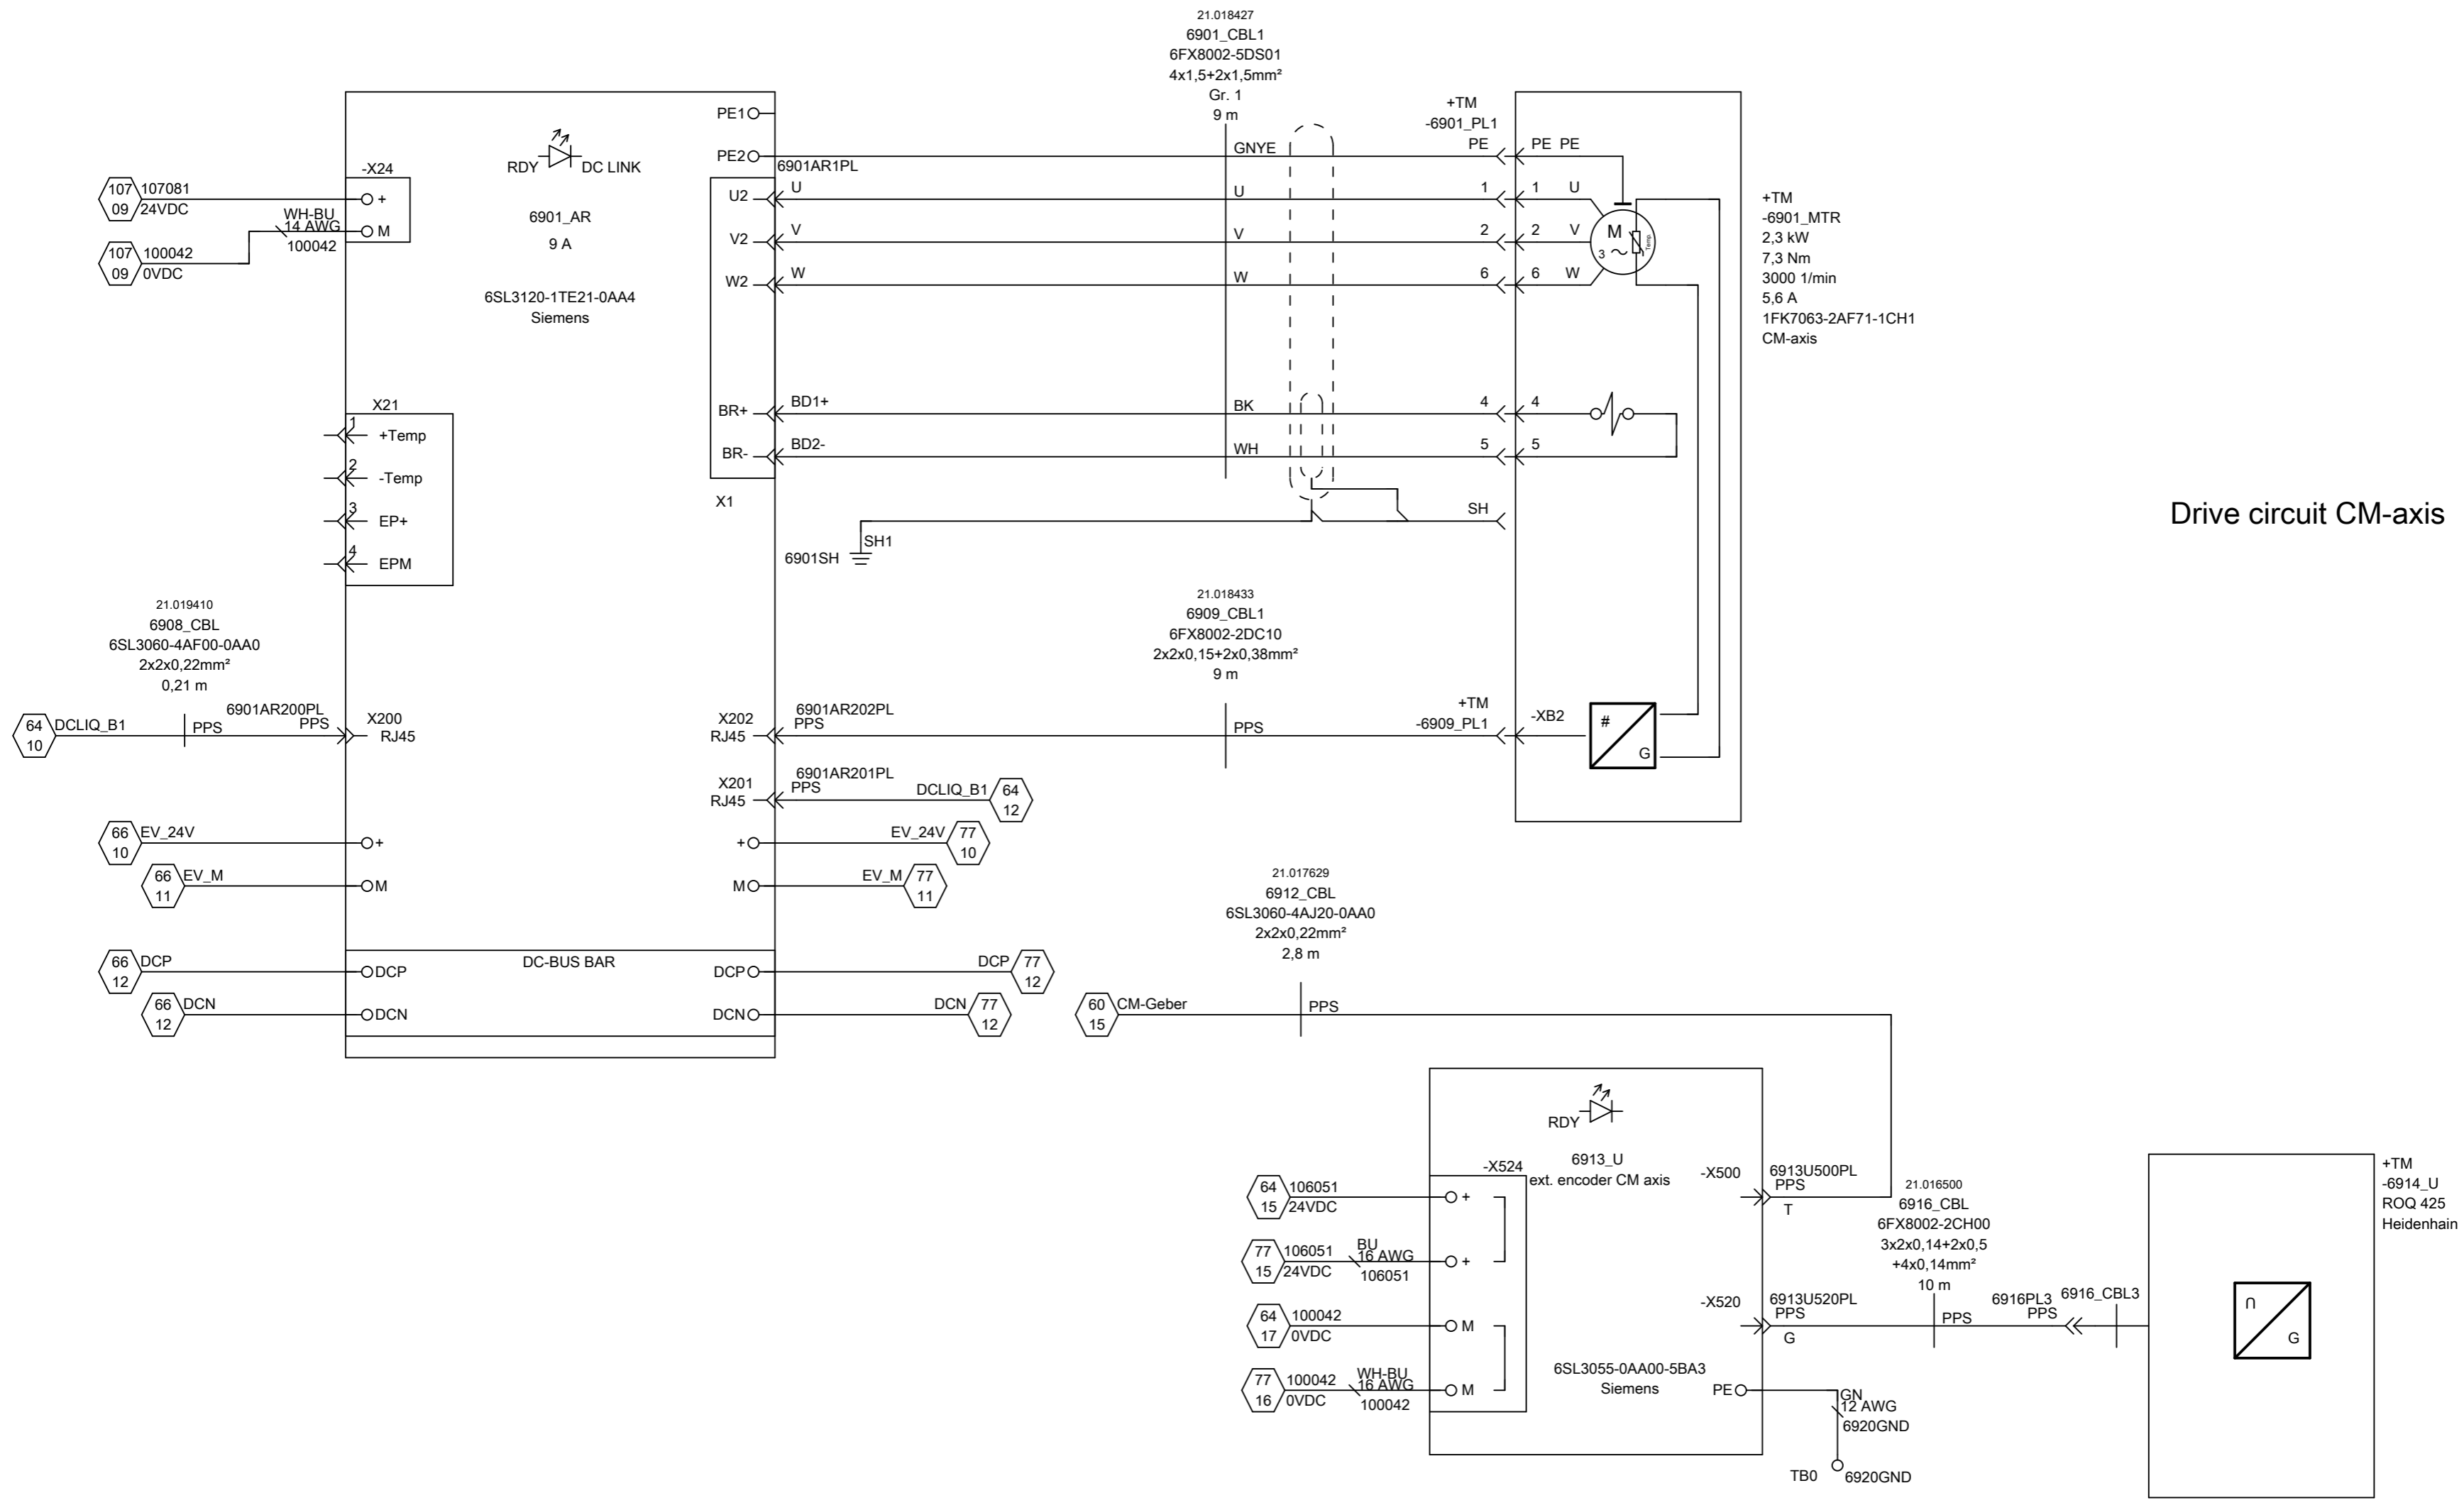 21.018427
6901_CBL1
6FX8002-5DS01
4x1,5+2x1,5mm²
Gr. 1
9 m
+TM
-6901_PL1
PE1
PE2
6901AR1PL
GNYE
PE
PE PE
RDY
DC LINK
-X24
107
09
107081
24VDC
+
WH-BU
14 AWG
100042
M
107
09
100042
0VDC
6901_AR
9 A
6SL3120-1TE21-0AA4
Siemens
U2
U
U
1
1
U
V2
V
V
2
2
V
W2
W
W
6
6
W
M
3
Temp.
+TM
-6901_MTR
2,3 kW
7,3 Nm
3000 1/min
5,6 A
1FK7063-2AF71-1CH1
CM-axis
X21
1
+Temp
2
-Temp
3
EP+
4
EPM
BR+
BD1+
BK
4
4
BR-
BD2-
WH
5
5
X1
SH
SH1
6901SH
Drive circuit CM-axis
21.019410
6908_CBL
6SL3060-4AF00-0AA0
2x2x0,22mm²
0,21 m
21.018433
6909_CBL1
6FX8002-2DC10
2x2x0,15+2x0,38mm²
9 m
64
10
DCLIQ_B1
PPS
6901AR200PL
PPS
X200
RJ45
X202
RJ45
6901AR202PL
PPS
PPS
+TM
-6909_PL1
-XB2
#
G
X201
RJ45
6901AR201PL
PPS
DCLIQ_B1
64
12
66
10
EV_24V
+
+
EV_24V
77
10
66
11
EV_M
M
M
EV_M
77
11
21.017629
6912_CBL
6SL3060-4AJ20-0AA0
2x2x0,22mm²
2,8 m
66
12
DCP
DCP
DC-BUS BAR
DCP
DCP
77
12
66
12
DCN
DCN
DCN
DCN
77
12
60
15
CM-Geber
PPS
RDY
6913_U
ext. encoder CM axis
-X524
-X500
6913U500PL
PPS
T
64
15
106051
24VDC
+
77
15
106051
24VDC
BU
16 AWG
106051
+
64
17
100042
0VDC
M
77
16
100042
0VDC
WH-BU
16 AWG
100042
M
-X520
6913U520PL
PPS
G
21.016500
6916_CBL
6FX8002-2CH00
3x2x0,14+2x0,5
+4x0,14mm²
10 m
PPS
6916PL3
PPS
6916_CBL3
+TM
-6914_U
ROQ 425
Heidenhain
∩
G
6SL3055-0AA00-5BA3
Siemens
PE
GN
12 AWG
6920GND
TB0
6920GND